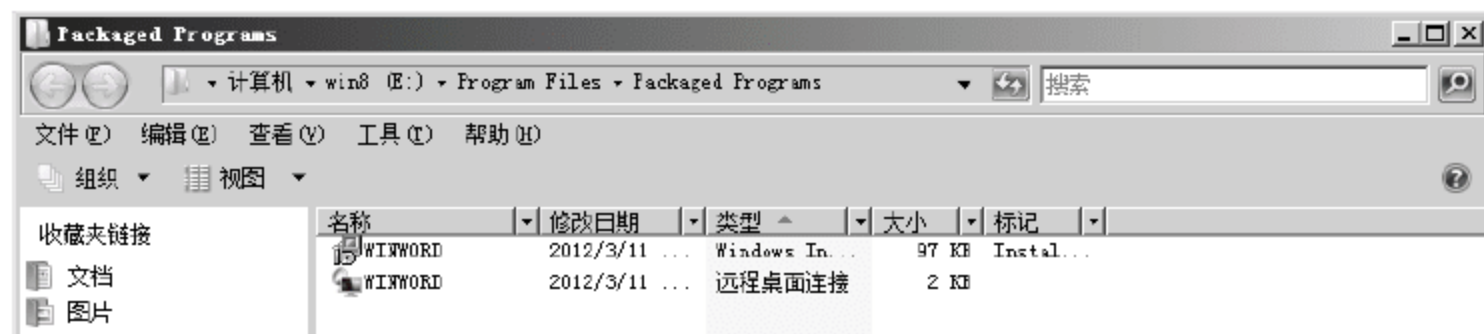 Packaged Programs
计算机 win8 (E:) Program Files Packaged Programs 搜索
文件(F) 编辑(E) 查看(V) 工具(T) 帮助(H)
组织 视图
收藏夹链接
文档
图片
名称 修改日期 类型 大小 标记
WINWORD 2012/3/11 ... Windows In... 97 KB Instal...
WINWORD 2012/3/11 ... 远程桌面连接 2 KB